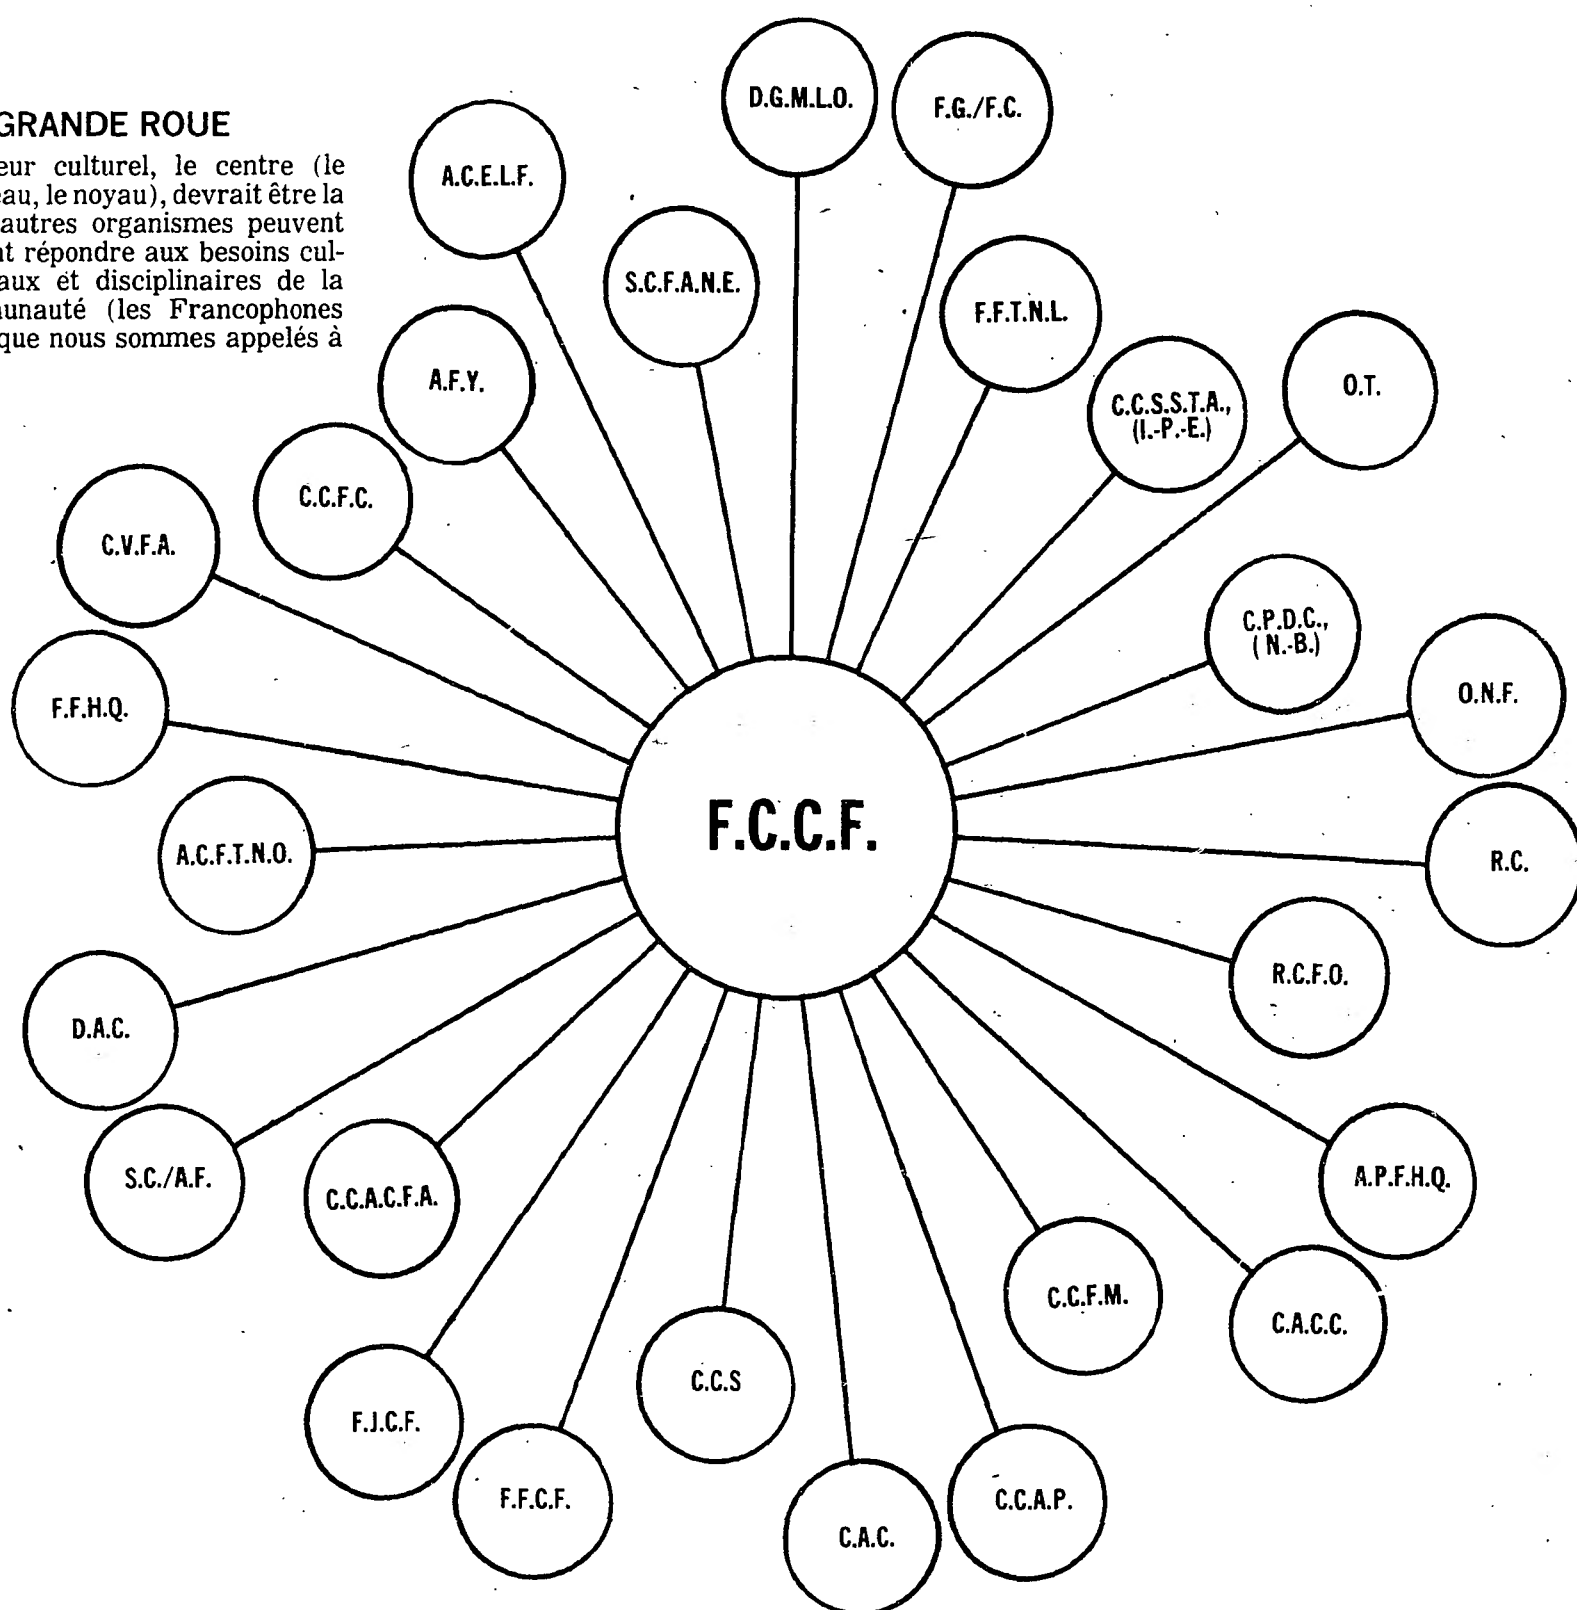 GRANDE ROUE
eur culturel, le centre (le
eau, le noyau), devrait être la
autres organismes peuvent
nt répondre aux besoins cul-
aux et disciplinaires de la
unauté (les Francophones
que nous sommes appelés à
D.G.M.L.O.
F.G./F.C.
A.C.E.L.F.
S.C.F.A.N.E.
F.F.T.N.L.
A.F.Y.
C.C.S.S.T.A.,
(I.-P.-E.)
O.T.
C.C.F.C.
C.V.F.A.
C.P.D.C.,
( N.-B.)
F.F.H.Q.
O.N.F.
F.C.C.F.
A.C.F.T.N.O.
R.C.
R.C.F.O.
D.A.C.
S.C./A.F.
C.C.A.C.F.A.
A.P.F.H.Q.
C.C.F.M.
C.A.C.C.
C.C.S
F.J.C.F.
F.F.C.F.
C.C.A.P.
C.A.C.